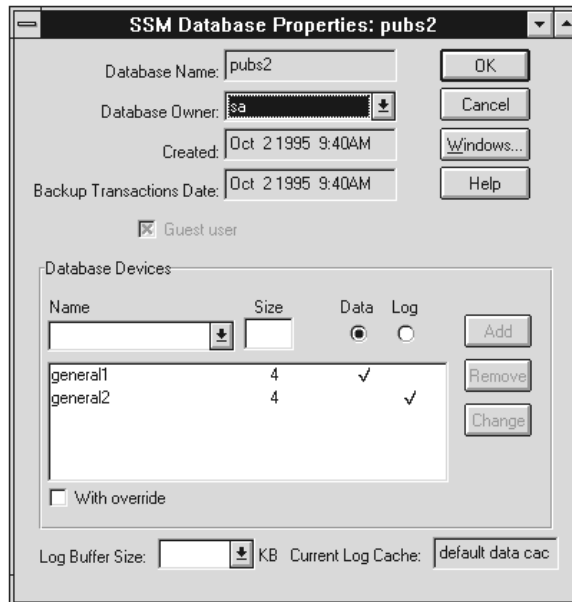 SSM Database Properties: pubs2
Database Name: pubs2
OK
Database Owner: sa
Cancel
Created: Oct 2 1995 9:40AM
Windows...
Backup Transactions Date: Oct 2 1995 9:40AM
Help
Guest user
Database Devices
Name Size Data Log
Add
general1 4 √
Remove
general2 4 √
Change
With override
Log Buffer Size: KB Current Log Cache: default data cac